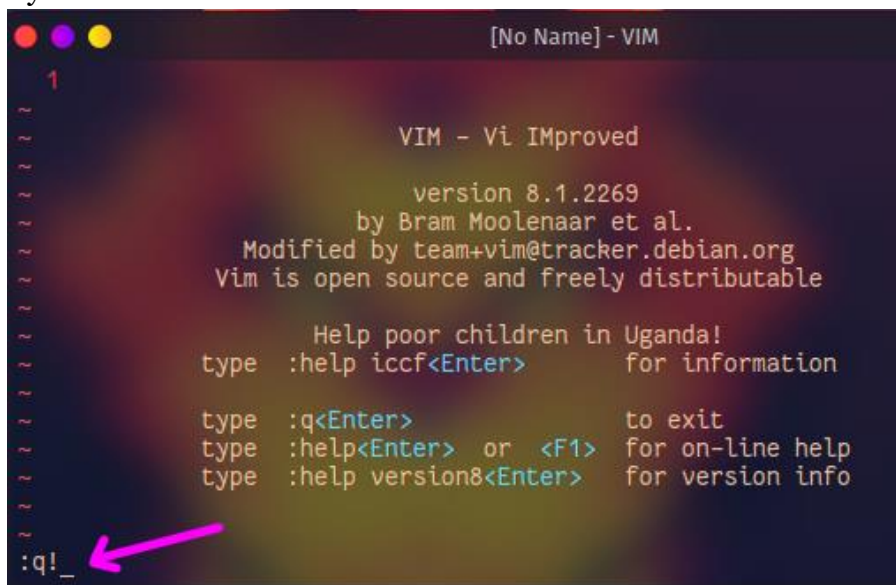 [No Name] - VIM
1
~
~
VIM - Vi IMproved
~
~
version 8.1.2269
~
by Bram Moolenaar et al.
~
Modified by team+vim@tracker.debian.org
~
Vim is open source and freely distributable
~
~
Help poor children in Uganda!
~
type :help iccf<Enter> for information
~
~
type :q<Enter> to exit
~
type :help<Enter> or <F1> for on-line help
~
type :help version8<Enter> for version info
~
~
:q!_